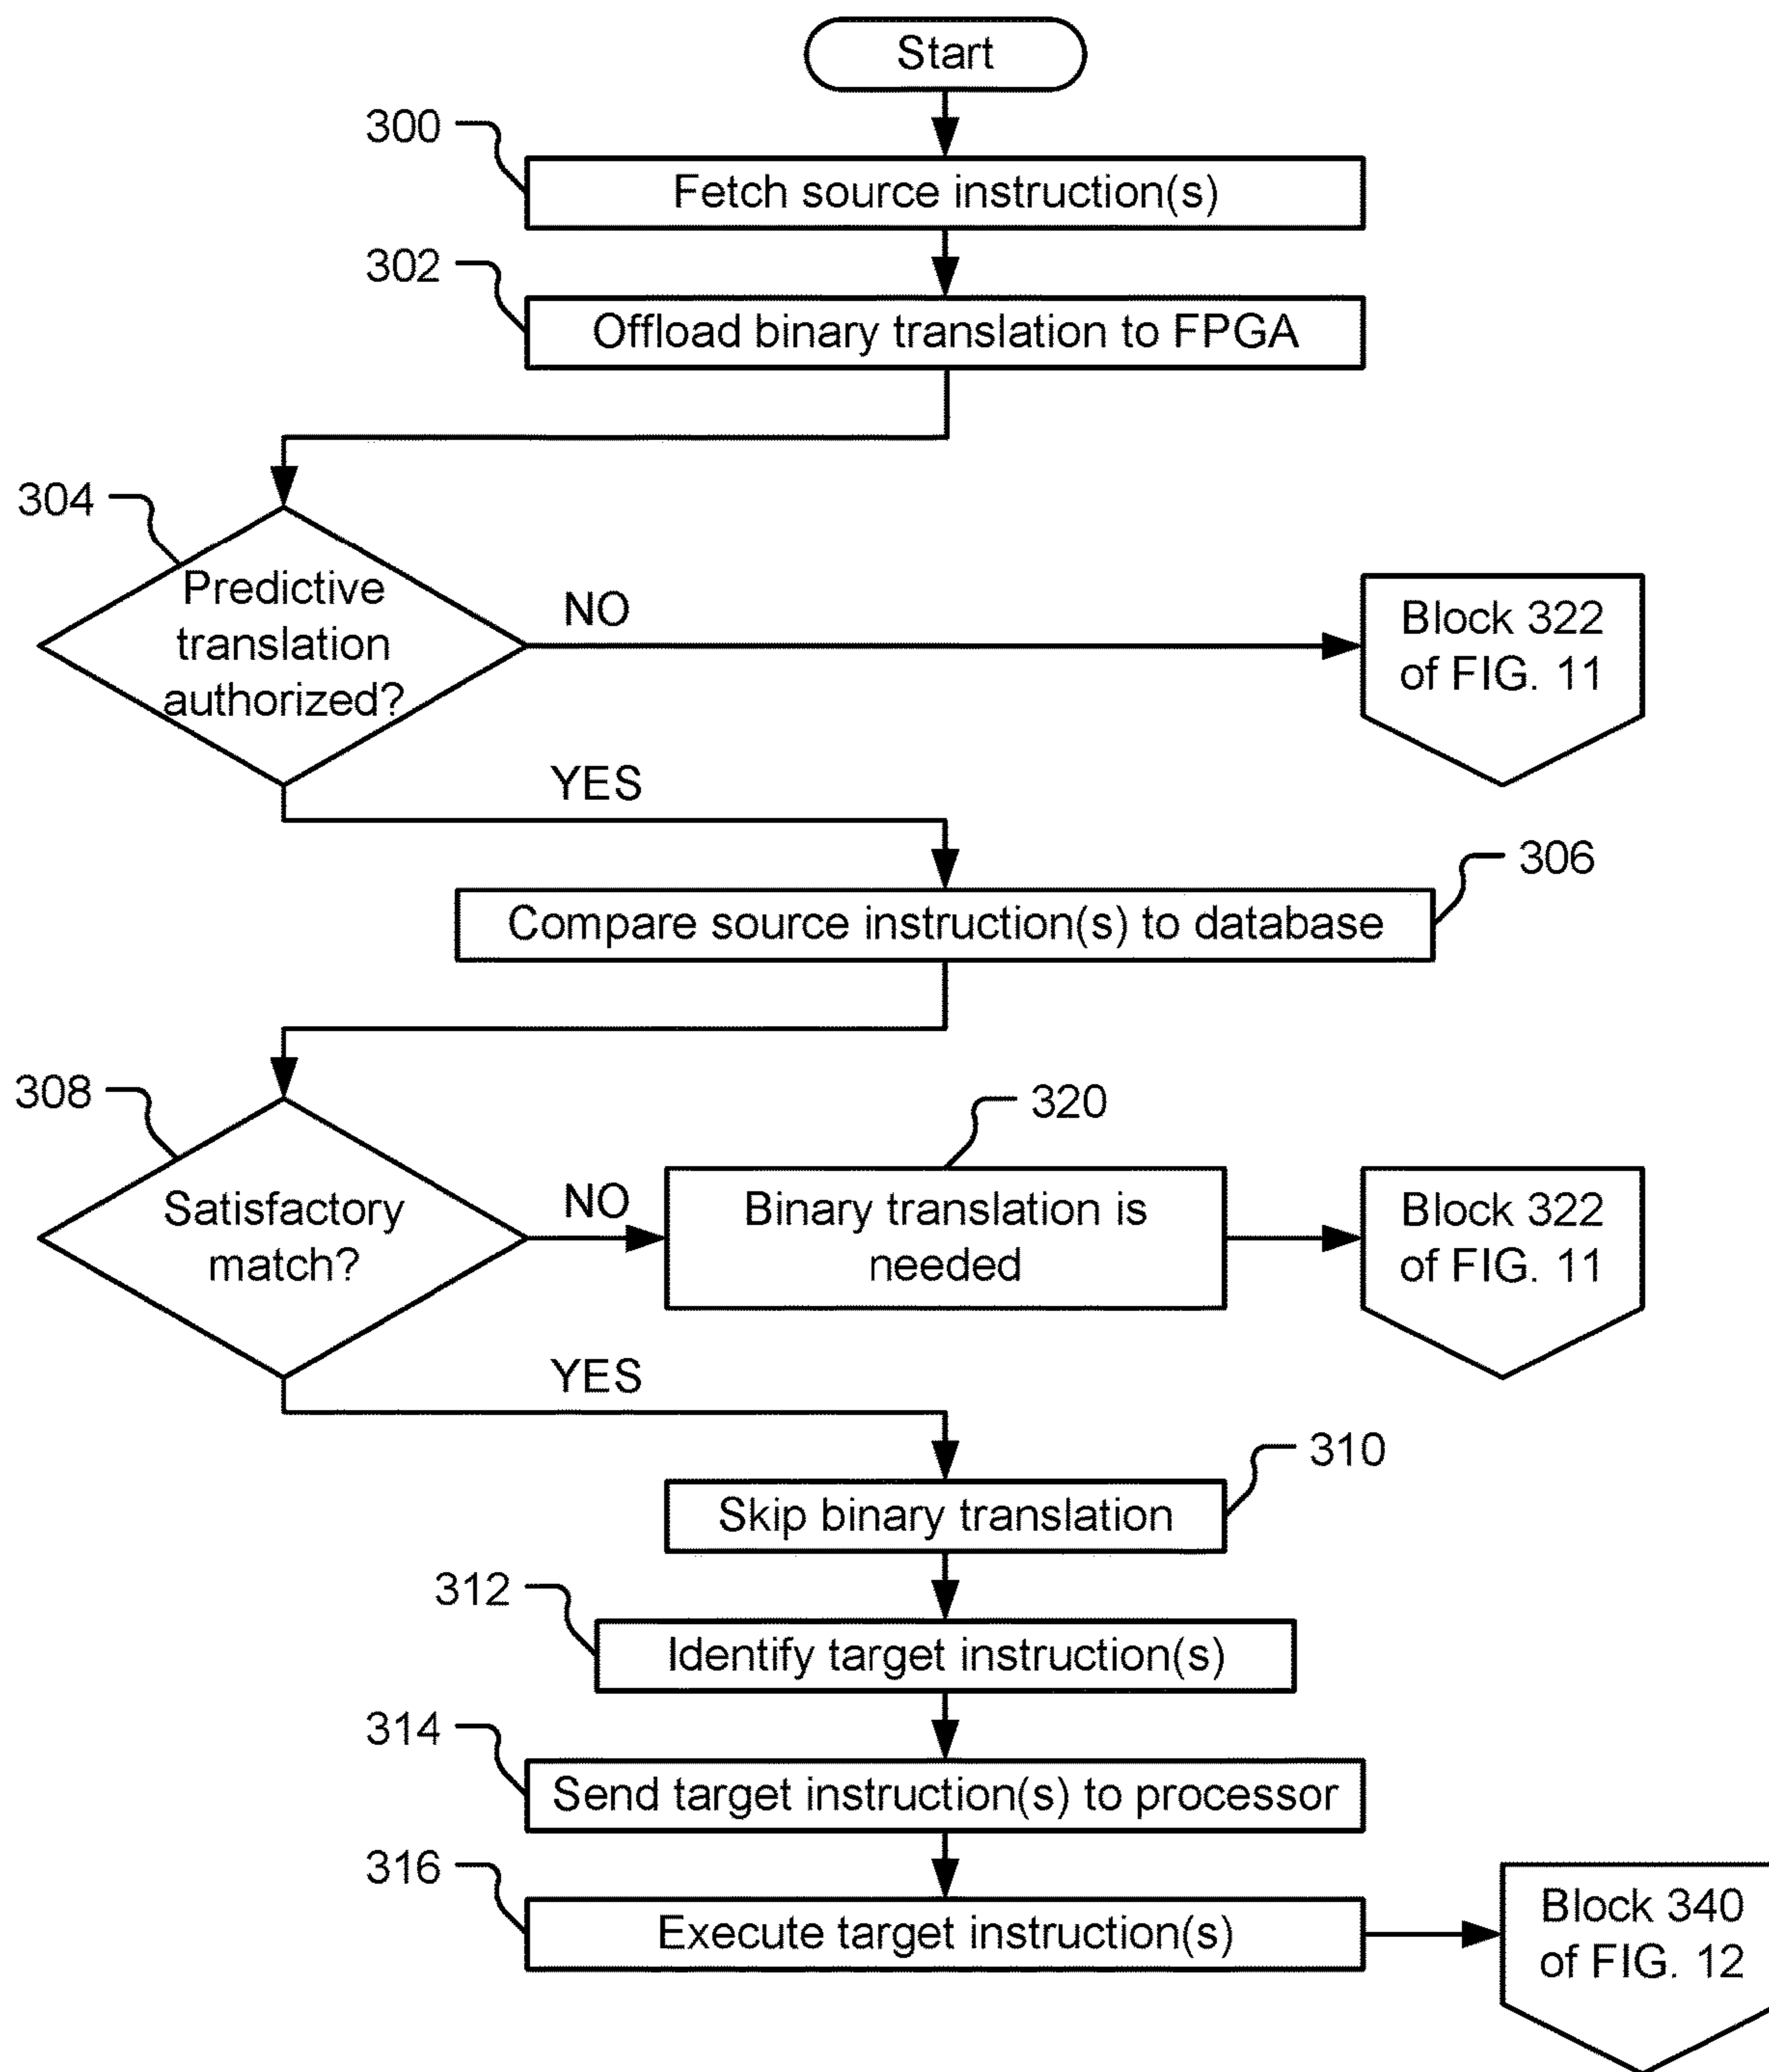 Start
300
Fetch source instruction(s)
302
Offload binary translation to FPGA
304
Predictive
translation
authorized?
NO
Block 322
of FIG. 11
YES
306
Compare source instruction(s) to database
308
Satisfactory
match?
NO
320
Binary translation is
needed
Block 322
of FIG. 11
YES
310
Skip binary translation
312
Identify target instruction(s)
314
Send target instruction(s) to processor
316
Execute target instruction(s)
Block 340
of FIG. 12